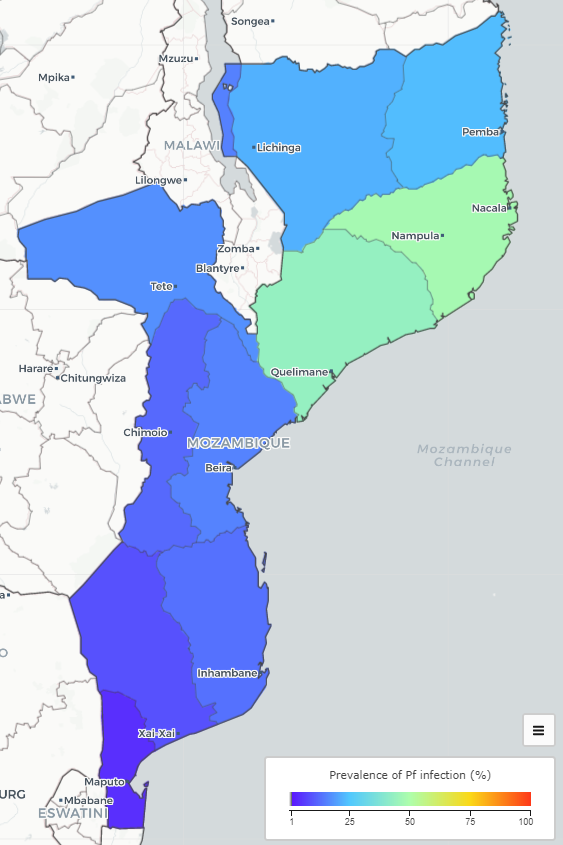 Songea
Mzuzu
Mpika
Pemba
MALAWI
Lichinga
Lilongwe
Nacala
Nampula
Zomba
Blantyre
Tete
Harare
Quelimane
Chitungwiza
ABWE
Chimoio
MOZAMBIQUE
Mozambique
Channel
Beira
a
O
Inhambane
Xai-Xai
Maputo
URG
Mbabane
ESWATINI
Prevalence of Pf infection (%)
1 25 50 75 100